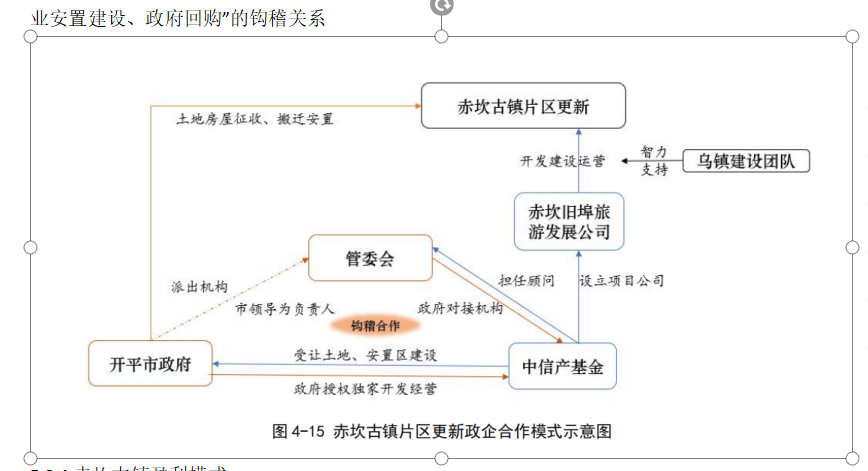 业安置建设、政府回购”的钩稽关系
赤坎古镇片区更新
土地房屋征收、搬迁安置
开发建设运营
智力
支持
乌镇建设团队
赤坎旧埠旅
游发展公司
管委会
派出机构
市领导为负责人
担任顾问
设立项目公司
政府对接机构
钩稽合作
开平市政府
受让土地、安置区建设
政府授权独家开发经营
中信产基金
图 4-15 赤坎古镇片区更新政企合作模式示意图